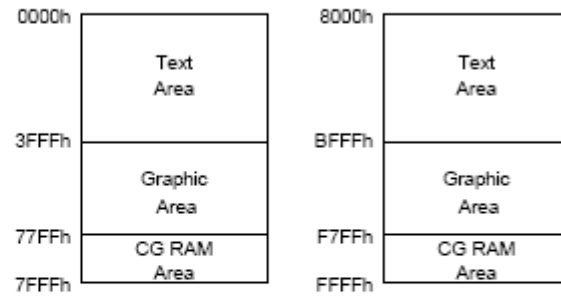 0000h
Text
Area
3FFFh
Graphic
Area
77FFh
CG RAM
Area
7FFFh
8000h
Text
Area
BFFFh
Graphic
Area
F7FFh
CG RAM
Area
FFFFh